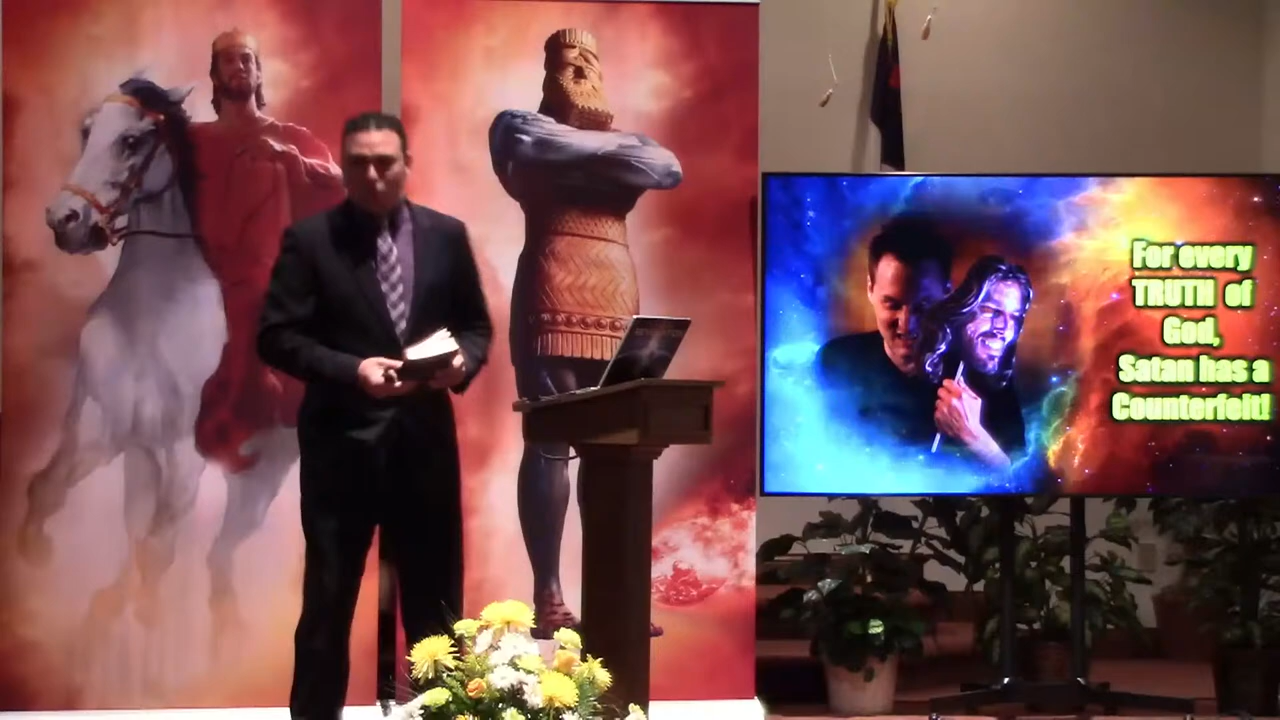 For every
TRUTH of
God,
Satan has a
Counterfeit!